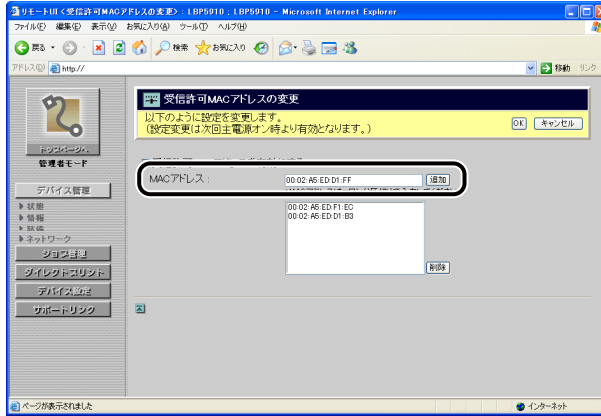 リモートUI <受信許可MACアドレスの変更> : LBP5910 ; LBP5910 - Microsoft Internet Explorer
ファイル(F) 編集(E) 表示(V) お気に入り(A) ツール(T) ヘルプ(H)
戻る 検索 お気に入り
アドレス(D) http:// 移動 リンク
受信許可MACアドレスの変更
以下のように設定を変更します。
(設定変更は次回主電源オン時より有効となります。)
OK キャンセル
トップページへ
管理者モード
MACアドレス : 00:02:A5:ED:D1:FF 追加
デバイス管理
状態
情報
ネットワーク
ジョブ管理
ダイレクトプリント
デバイス設定
サポートリンク
00:02:A5:ED:F1:EC
00:02:A5:ED:D1:B3
削除
ページが表示されました インターネット